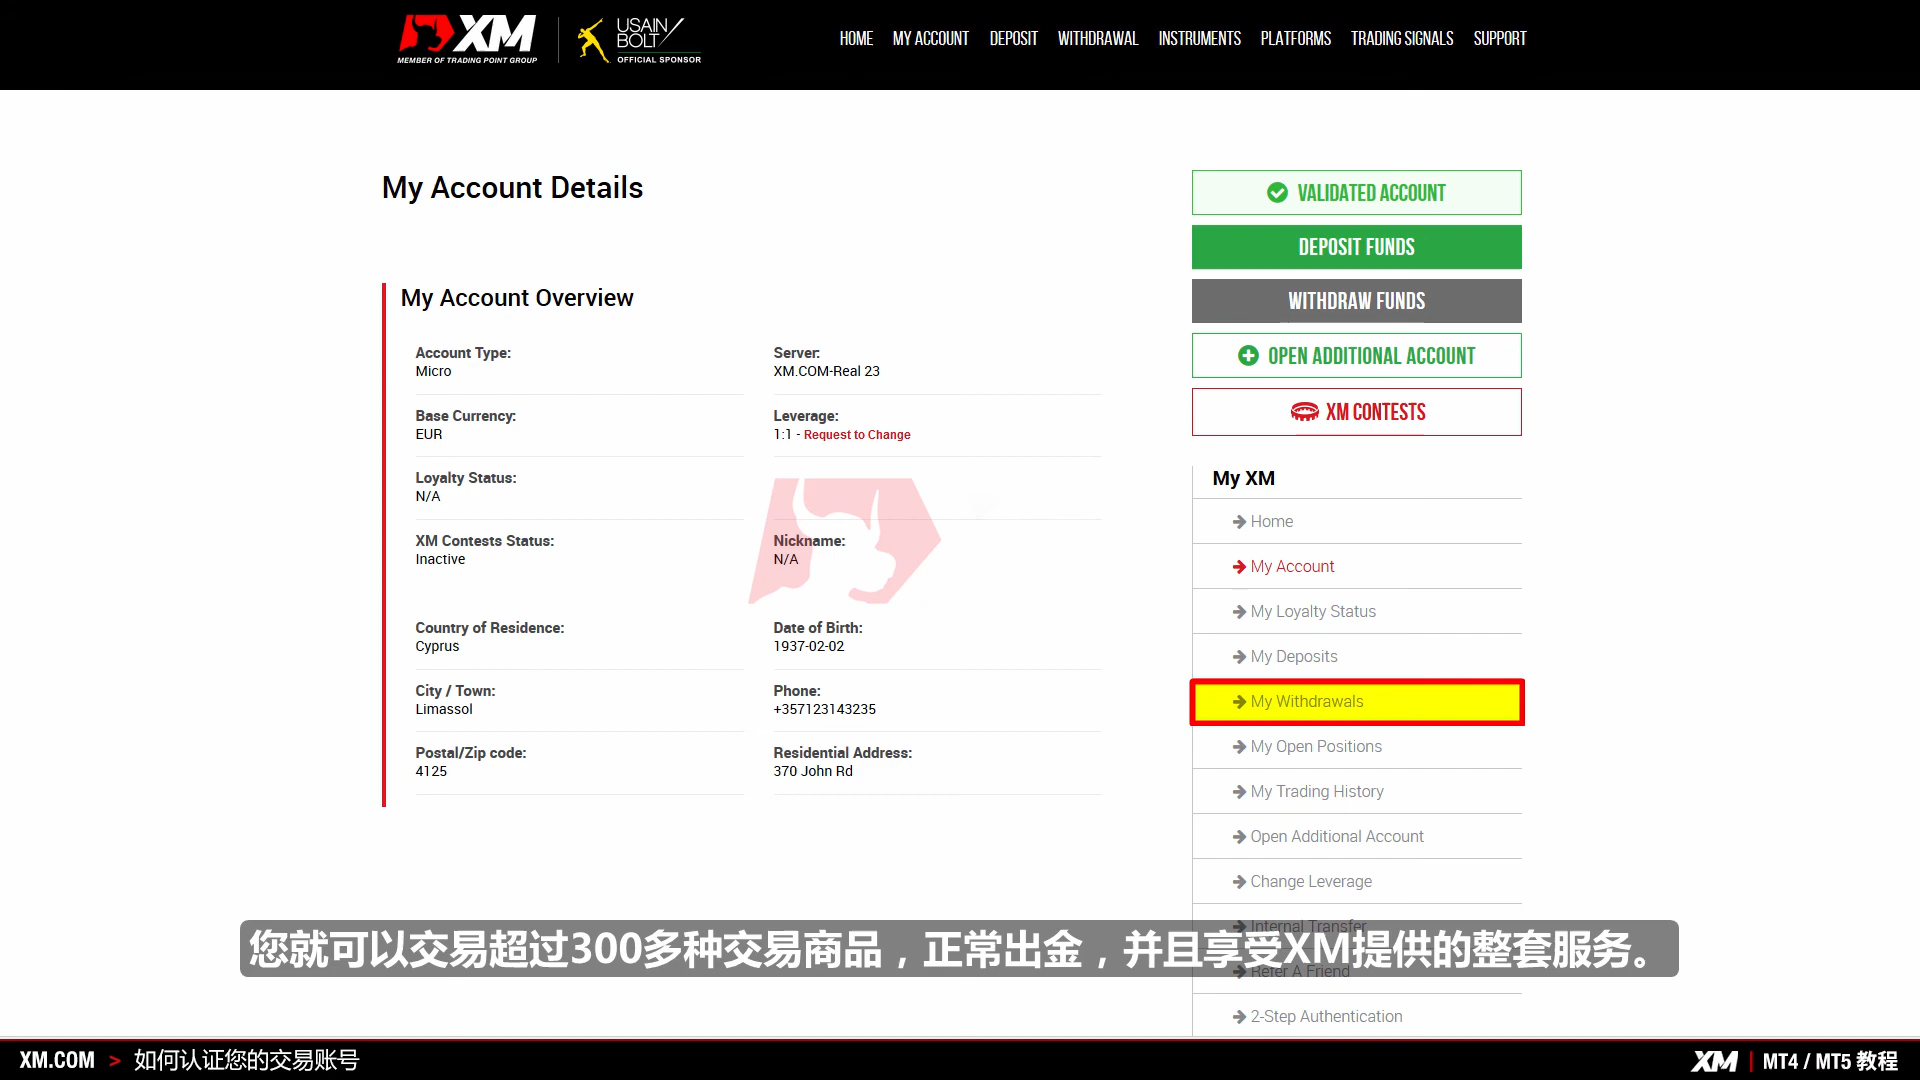 XM
MEMBER OF TRADING POINT GROUP
USAIN
BOLT
OFFICIAL SPONSOR
HOME MY ACCOUNT DEPOSIT WITHDRAWAL INSTRUMENTS PLATFORMS TRADING SIGNALS SUPPORT
My Account Details
My Account Overview
Account Type:
Micro
Server:
XM.COM-Real 23
Base Currency:
EUR
Leverage:
1:1 - Request to Change
Loyalty Status:
N/A
XM Contests Status:
Inactive
Nickname:
N/A
Country of Residence:
Cyprus
Date of Birth:
1937-02-02
City / Town:
Limassol
Phone:
+357123143235
Postal/Zip code:
4125
Residential Address:
370 John Rd
VALIDATED ACCOUNT
DEPOSIT FUNDS
WITHDRAW FUNDS
OPEN ADDITIONAL ACCOUNT
XM CONTESTS
My XM
Home
My Account
My Loyalty Status
My Deposits
My Withdrawals
My Open Positions
My Trading History
Open Additional Account
Change Leverage
Internal Transfer
Refer A Friend
2-Step Authentication
您就可以交易超过300多种交易商品，正常出金，并且享受XM提供的整套服务。
XM.COM > 如何认证您的交易账号
XM | MT4 / MT5 教程